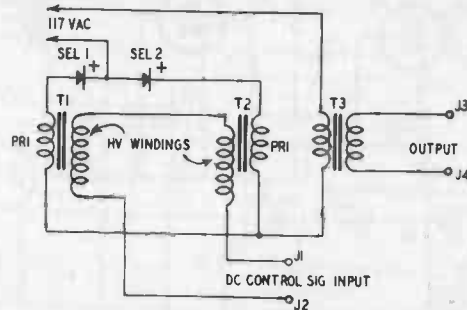 117 VAC
SEL 1 + SEL 2 +
T1 T2 T3
J3
PRI HV WINDINGS PRI OUTPUT
J4
J1
DC CONTROL SIG INPUT
J2